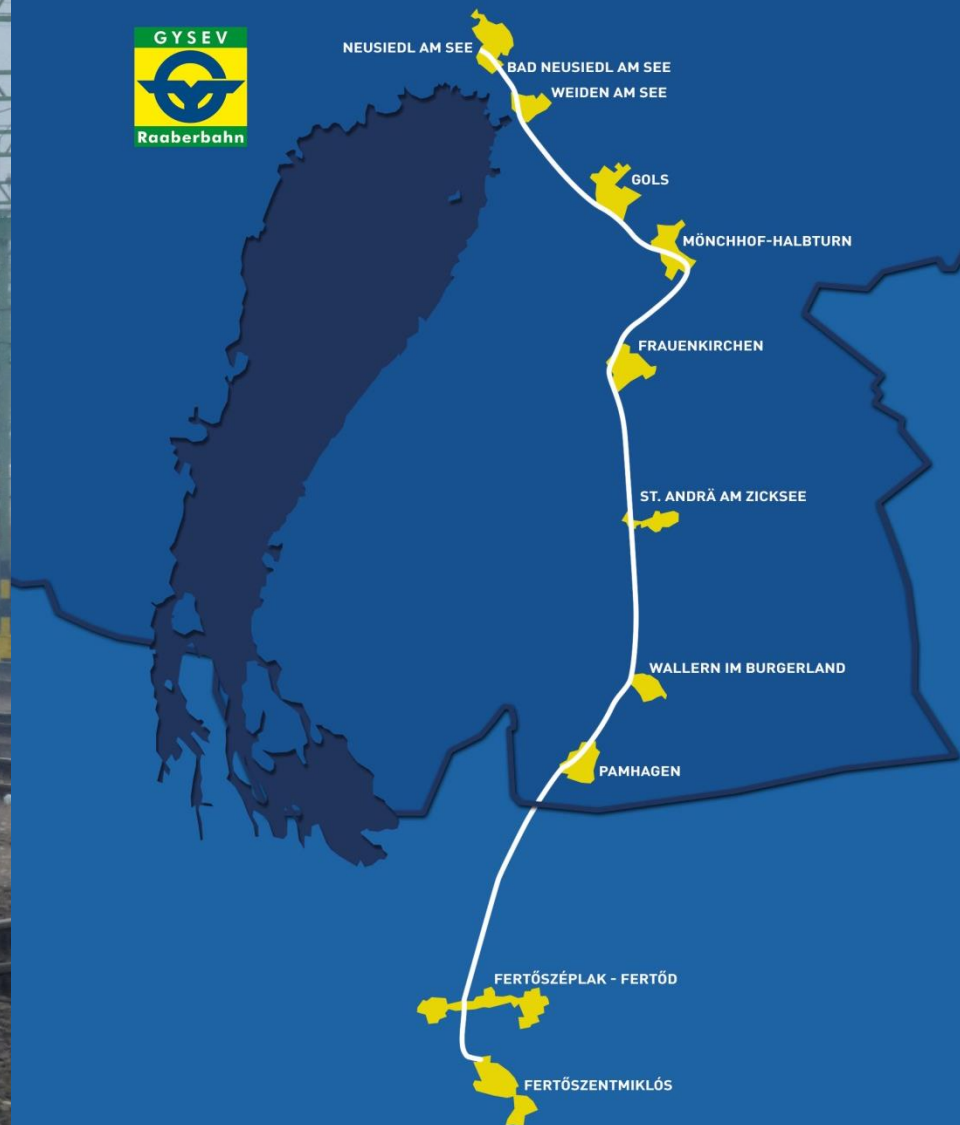 GYSEV
Raaberbahn
NEUSIEDL AM SEE
BAD NEUSIEDL AM SEE
WEIDEN AM SEE
GOLS
MÖNCHHOF-HALBTURN
FRAUENKIRCHEN
ST. ANDRÄ AM ZICKSEE
WALLERN IM BURGERLAND
PAMHAGEN
FERTŐSZÉPLAK - FERTŐD
FERTŐSZENTMIKLÓS